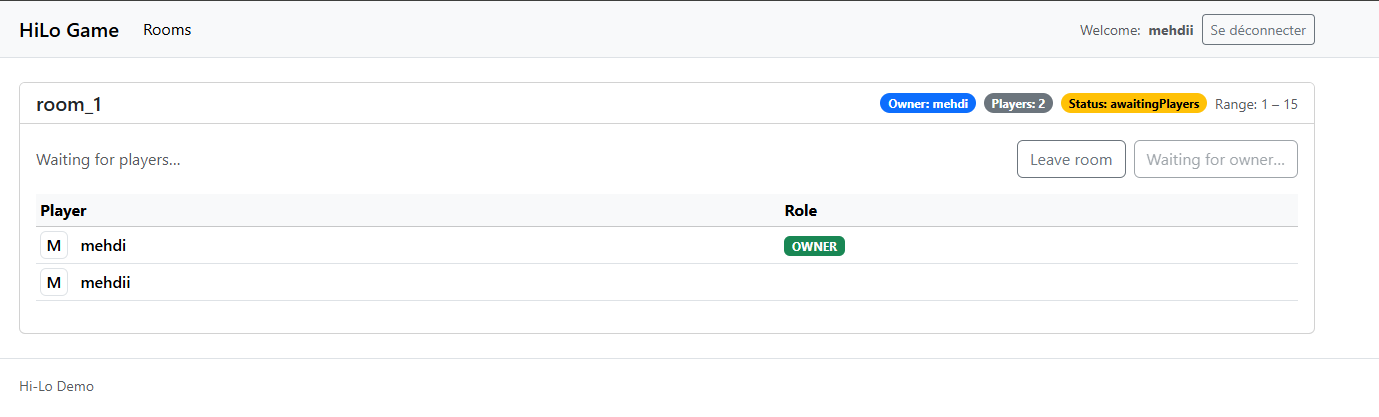 HiLo Game Rooms Welcome: mehdii Se déconnecter
room_1 Owner: mehdi Players: 2 Status: awaitingPlayers Range: 1 – 15
Waiting for players... Leave room Waiting for owner...
Player Role
M mehdi OWNER
M mehdii
Hi-Lo Demo